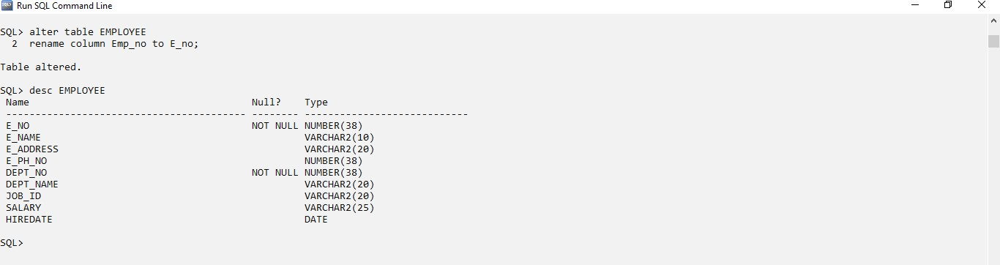 Run SQL Command Line
SQL> alter table EMPLOYEE
  2  rename column Emp_no to E_no;
Table altered.
SQL> desc EMPLOYEE
 Name                                      Null?    Type
 ----------------------------------------- -------- ----------------------------
 E_NO                                      NOT NULL NUMBER(38)
 E_NAME                                             VARCHAR2(10)
 E_ADDRESS                                          VARCHAR2(20)
 E_PH_NO                                            NUMBER(38)
 DEPT_NO                                   NOT NULL NUMBER(38)
 DEPT_NAME                                          VARCHAR2(20)
 JOB_ID                                             VARCHAR2(20)
 SALARY                                             VARCHAR2(25)
 HIREDATE                                           DATE
SQL>